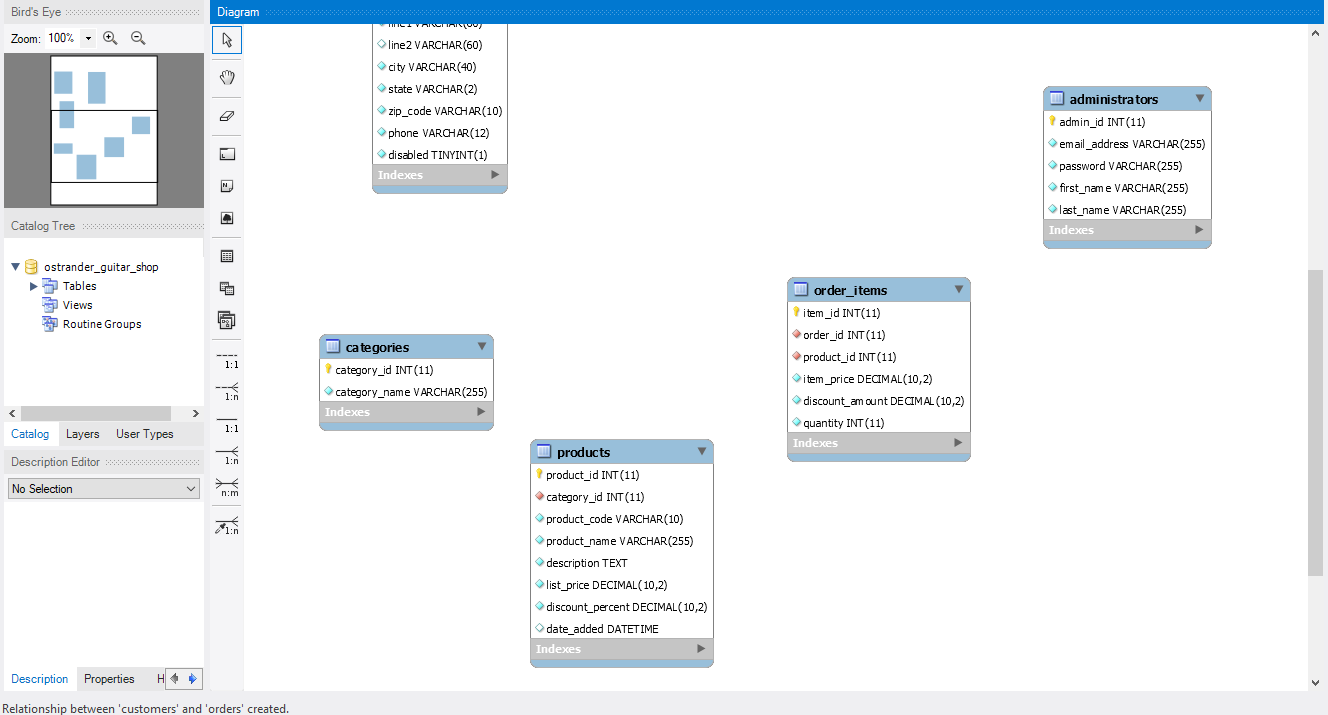 Bird's Eye
Zoom: 100%
Catalog Tree
ostrander_guitar_shop
Tables
Views
Routine Groups
Catalog Layers User Types
Description Editor
No Selection
Description Properties H
Diagram
1:1
1:n
1:1
1:n
n:m
1:n
line1 VARCHAR(60)
line2 VARCHAR(60)
city VARCHAR(40)
state VARCHAR(2)
zip_code VARCHAR(10)
phone VARCHAR(12)
disabled TINYINT(1)
Indexes
administrators
admin_id INT(11)
email_address VARCHAR(255)
password VARCHAR(255)
first_name VARCHAR(255)
last_name VARCHAR(255)
Indexes
order_items
item_id INT(11)
order_id INT(11)
product_id INT(11)
item_price DECIMAL(10,2)
discount_amount DECIMAL(10,2)
quantity INT(11)
Indexes
categories
category_id INT(11)
category_name VARCHAR(255)
Indexes
products
product_id INT(11)
category_id INT(11)
product_code VARCHAR(10)
product_name VARCHAR(255)
description TEXT
list_price DECIMAL(10,2)
discount_percent DECIMAL(10,2)
date_added DATETIME
Indexes
Relationship between 'customers' and 'orders' created.